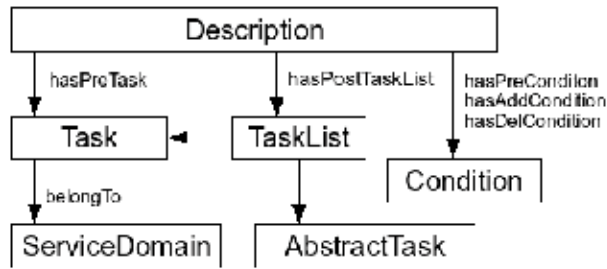 Description
hasPreTask
hasPostTaskList
hasPreCondition
hasAddCondition
hasDelCondition
Task
TaskList
Condition
belongTo
ServiceDomain
AbstractTask